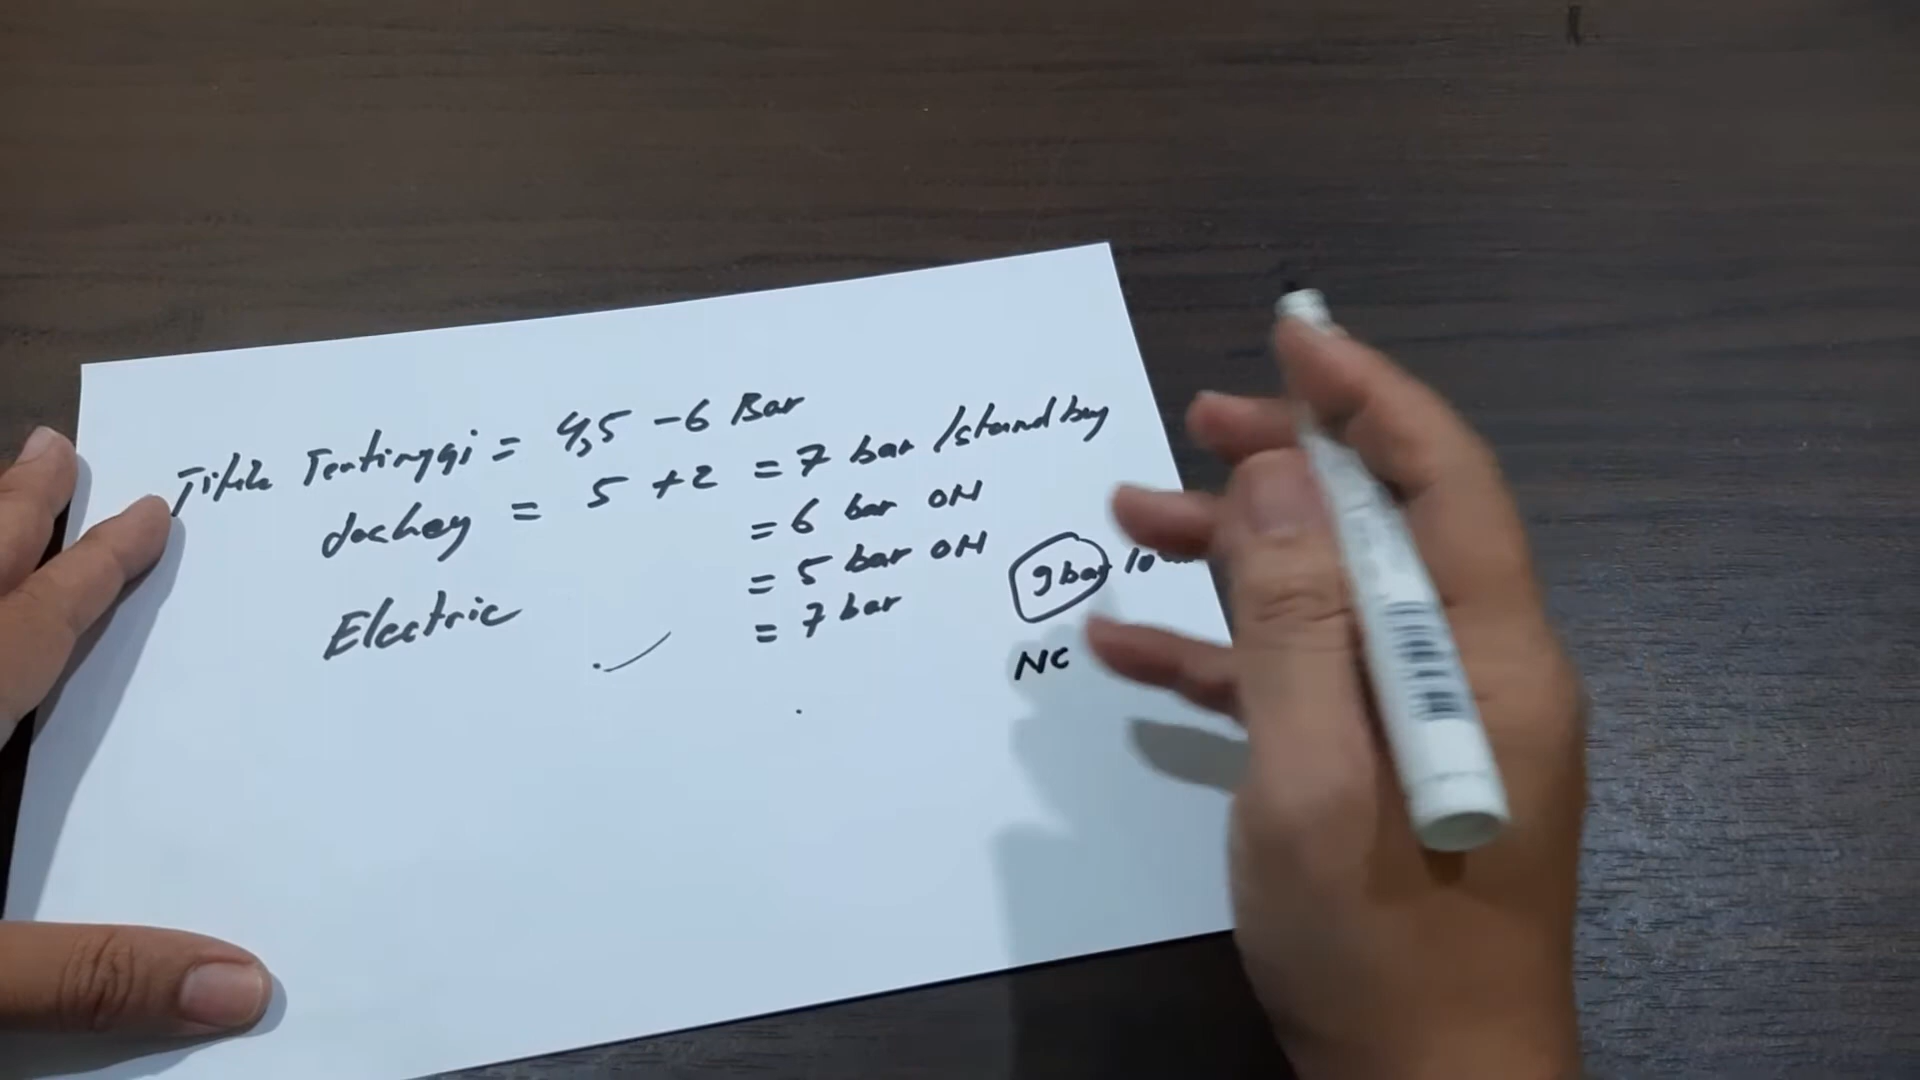 Titik Tertinggi = 4,5 - 6 Bar
Jockey = 5 + 2 = 7 bar / standby
= 6 bar ON
Electric = 5 bar ON
= 7 bar
9 bar 10
NC